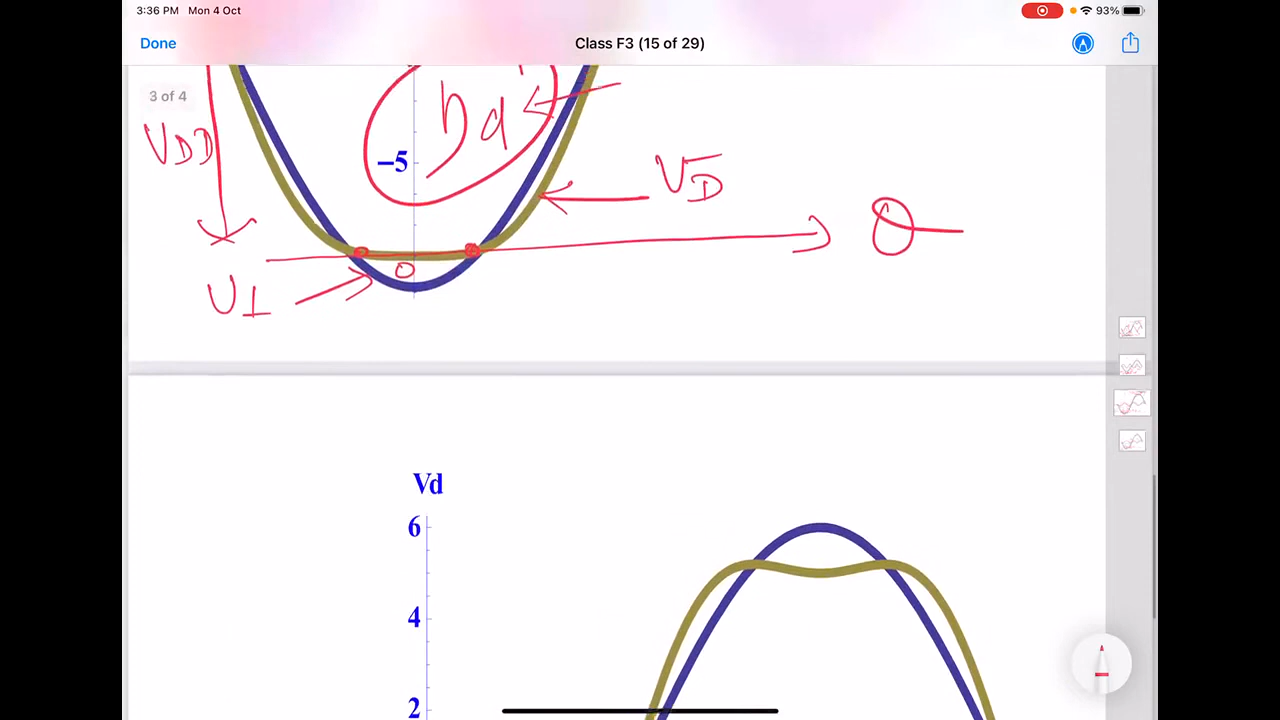 3:36 PM Mon 4 Oct
93%
Done
Class F3 (15 of 29)
3 of 4
VDD
-5
VD
V1
0
Vd
6
4
2